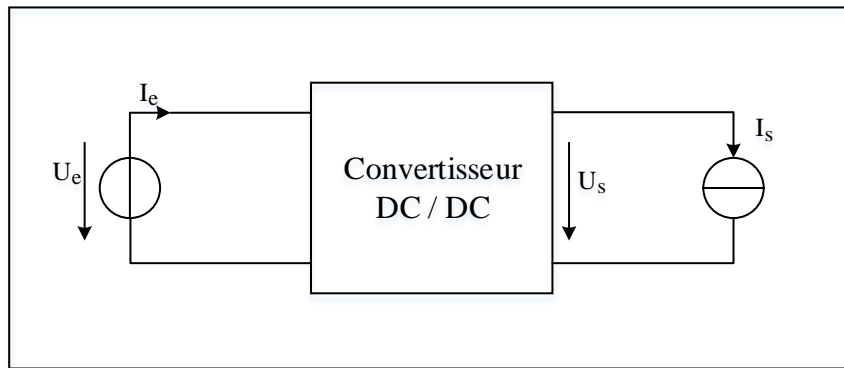 Iₑ
Uₑ
Convertisseur
DC / DC
Uₛ
Iₛ